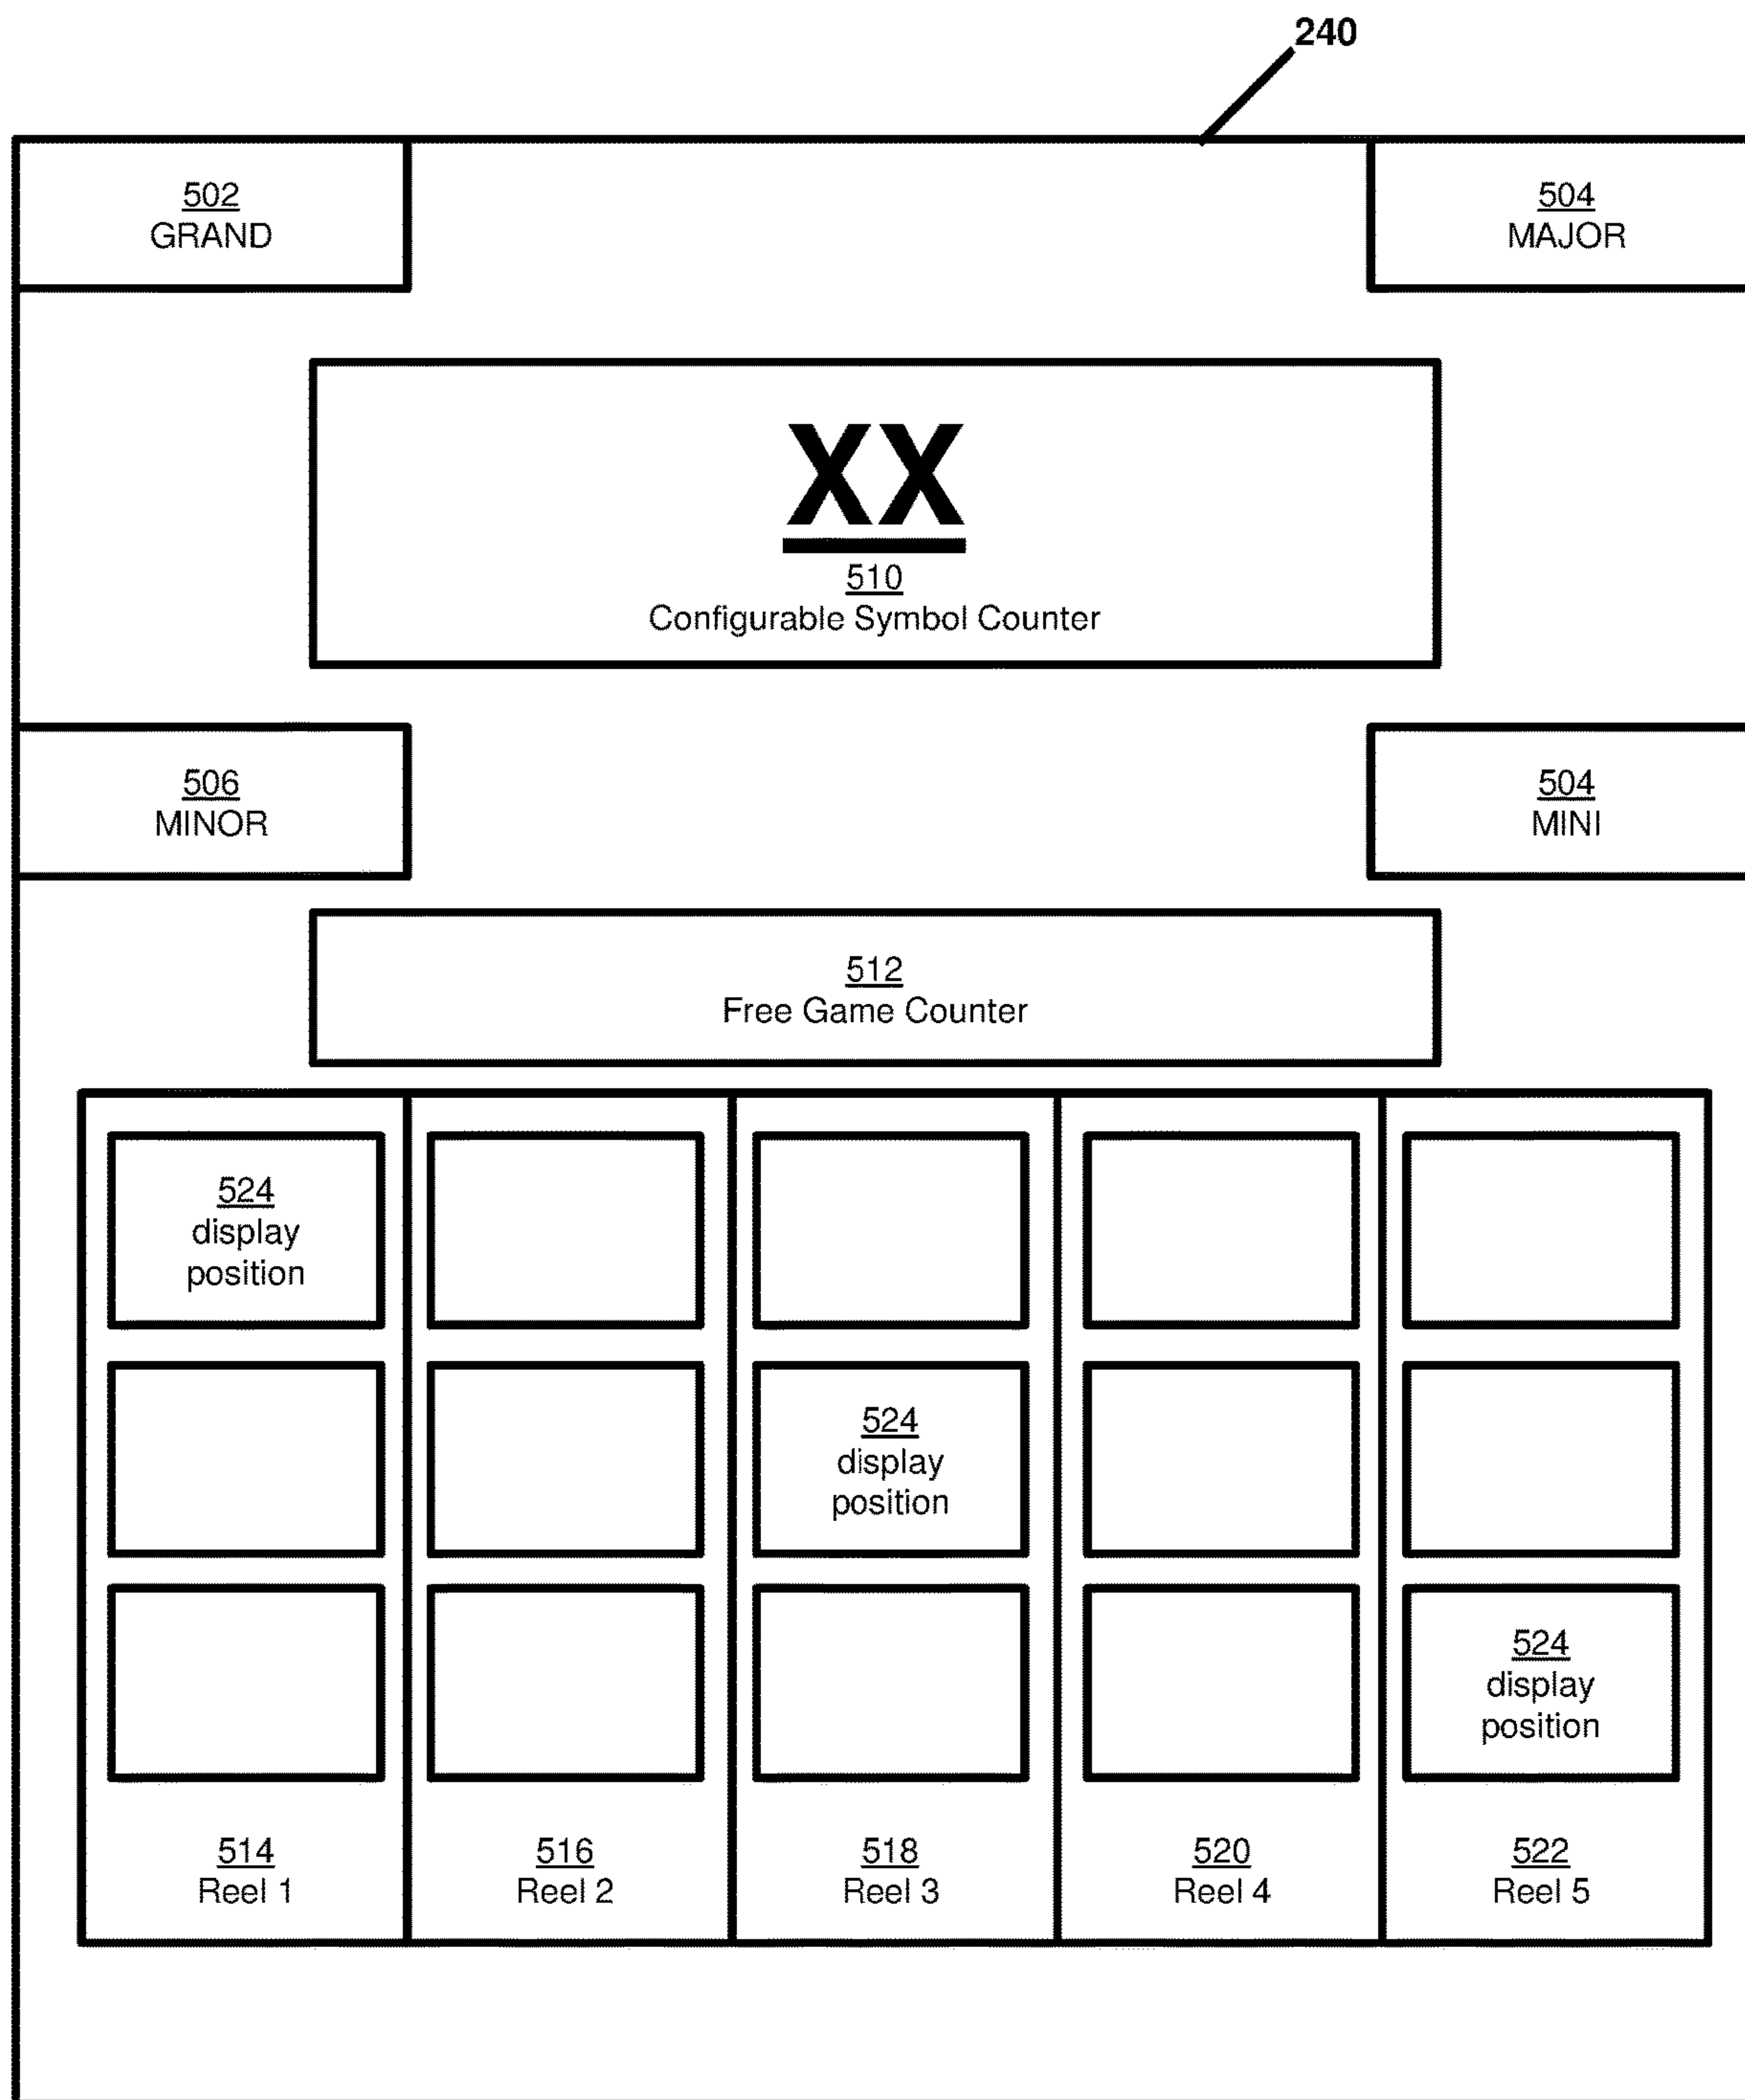 240
502
GRAND
504
MAJOR
XX
510
Configurable Symbol Counter
506
MINOR
504
MINI
512
Free Game Counter
524
display
position
524
display
position
524
display
position
514
Reel 1
516
Reel 2
518
Reel 3
520
Reel 4
522
Reel 5